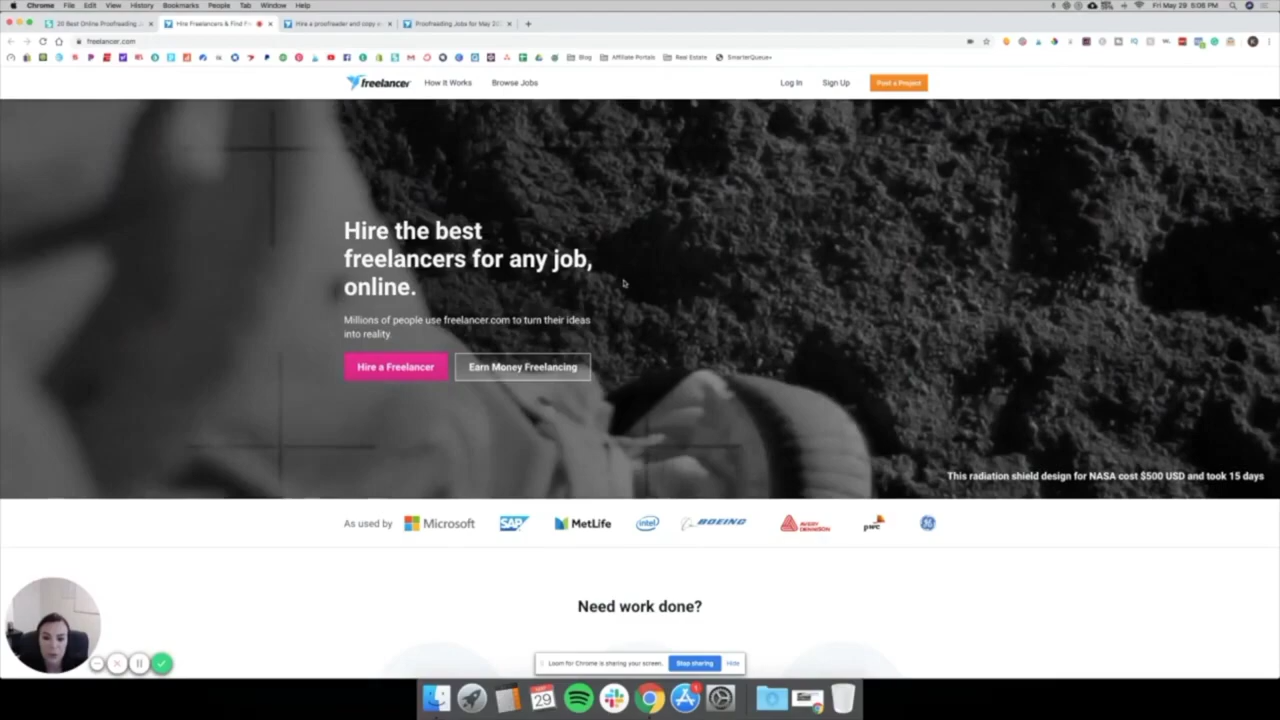 Chrome File Edit View History Bookmarks People Tab Window Help
Fri May 29 5:08 PM
20 Best Online Proofreading Jo
Hire Freelancers & Find Fr
Hire a proofreader and copy e
Proofreading Jobs for May 20
freelancer.com
Blog
Affiliate Portals
Real Estate
SmarterQueue+
freelancer
How It Works
Browse Jobs
Log In
Sign Up
Post a Project
Hire the best
freelancers for any job,
online.
Millions of people use freelancer.com to turn their ideas
into reality.
Hire a Freelancer
Earn Money Freelancing
This radiation shield design for NASA cost $500 USD and took 15 days
As used by
Microsoft
SAP
MetLife
intel
BOEING
AVERY
DENNISON
pwc
Need work done?
Loom for Chrome is sharing your screen.
Stop sharing
Hide
29